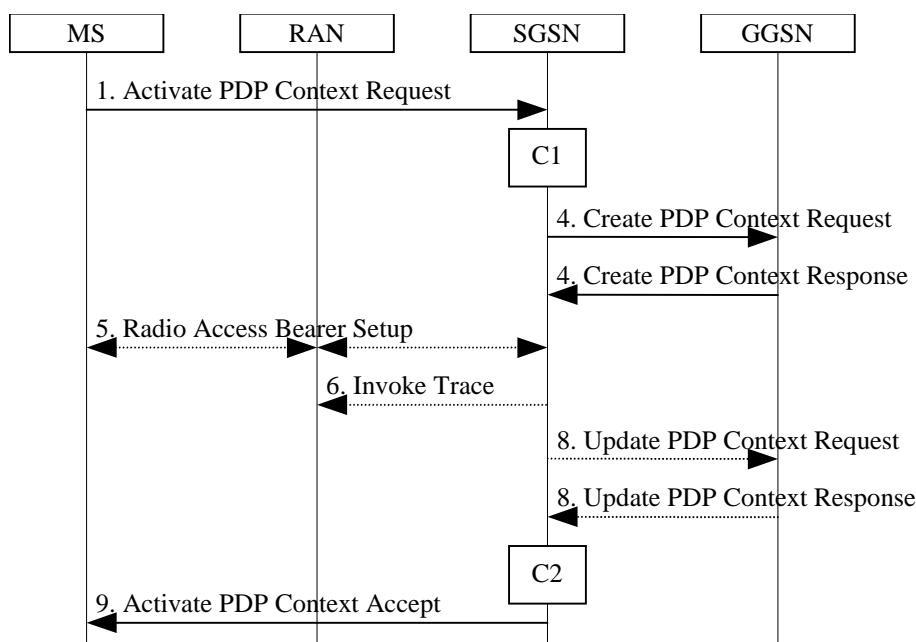 MS RAN SGSN GGSN
1. Activate PDP Context Request
C1
4. Create PDP Context Request
4. Create PDP Context Response
5. Radio Access Bearer Setup
6. Invoke Trace
8. Update PDP Context Request
8. Update PDP Context Response
C2
9. Activate PDP Context Accept